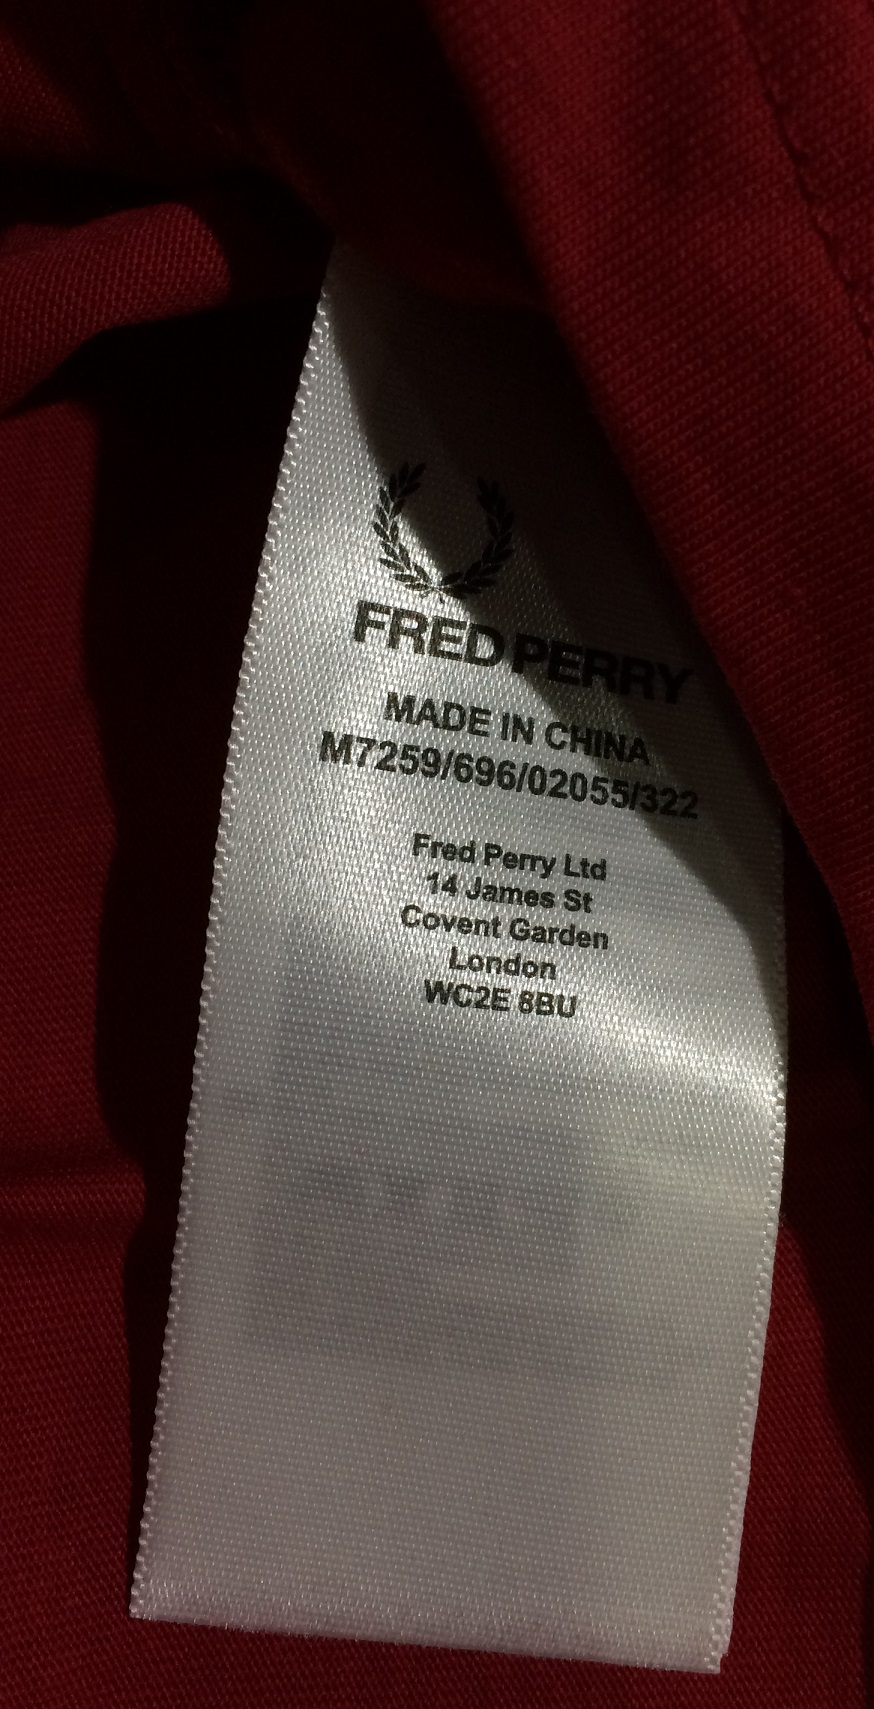 FRED PERRY
MADE IN CHINA
M7259/696/02055/322
Fred Perry Ltd
14 James St
Covent Garden
London
WC2E 8BU